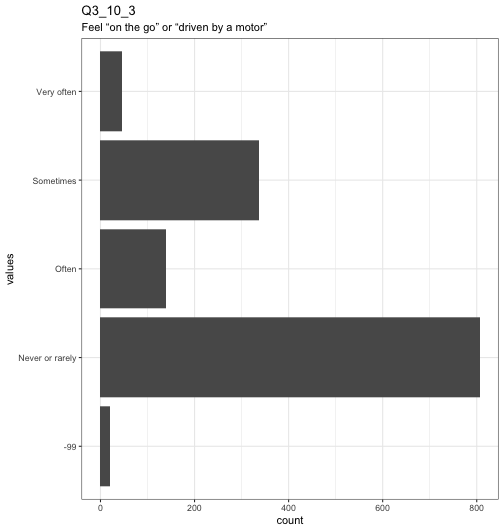 Q3_10_3
Feel “on the go” or “driven by a motor”
Very often
Sometimes
Often
Never or rarely
-99
values
0 200 400 600 800
count